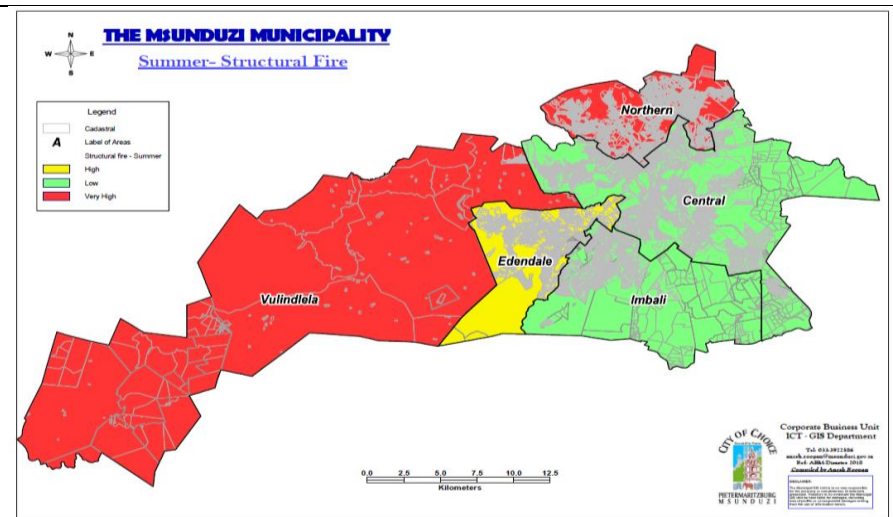 THE MSUNDUZI MUNICIPALITY
Summer- Structural Fire
N
W
E
S
Legend
Cadastral
A Label of Areas
Structural fire - Summer
High
Low
Very High
Northern
Central
Edendale
Vulindlela
Imbali
0.0 2.5 5.0 7.5 10.0 12.5
Kilometers
CITY OF CHOICE
PIETERMARITZBURG
MSUNDUZI
Corporate Business Unit
ICT - GIS Department
DISCLAIMER: